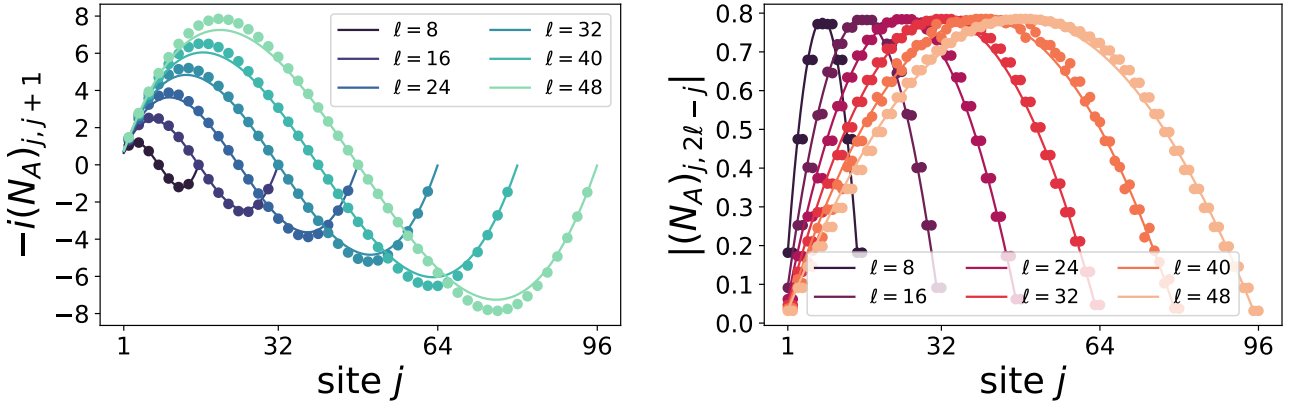 −i(N_A)_{j, j + 1}
8
6
4
2
0
−2
−4
−6
−8
ℓ = 8
ℓ = 16
ℓ = 24
ℓ = 32
ℓ = 40
ℓ = 48
1
32
64
96
site j
|(N_A)_{j, 2ℓ − j}|
0.8
0.7
0.6
0.5
0.4
0.3
0.2
0.1
0.0
ℓ = 8
ℓ = 16
ℓ = 24
ℓ = 32
ℓ = 40
ℓ = 48
1
32
64
96
site j